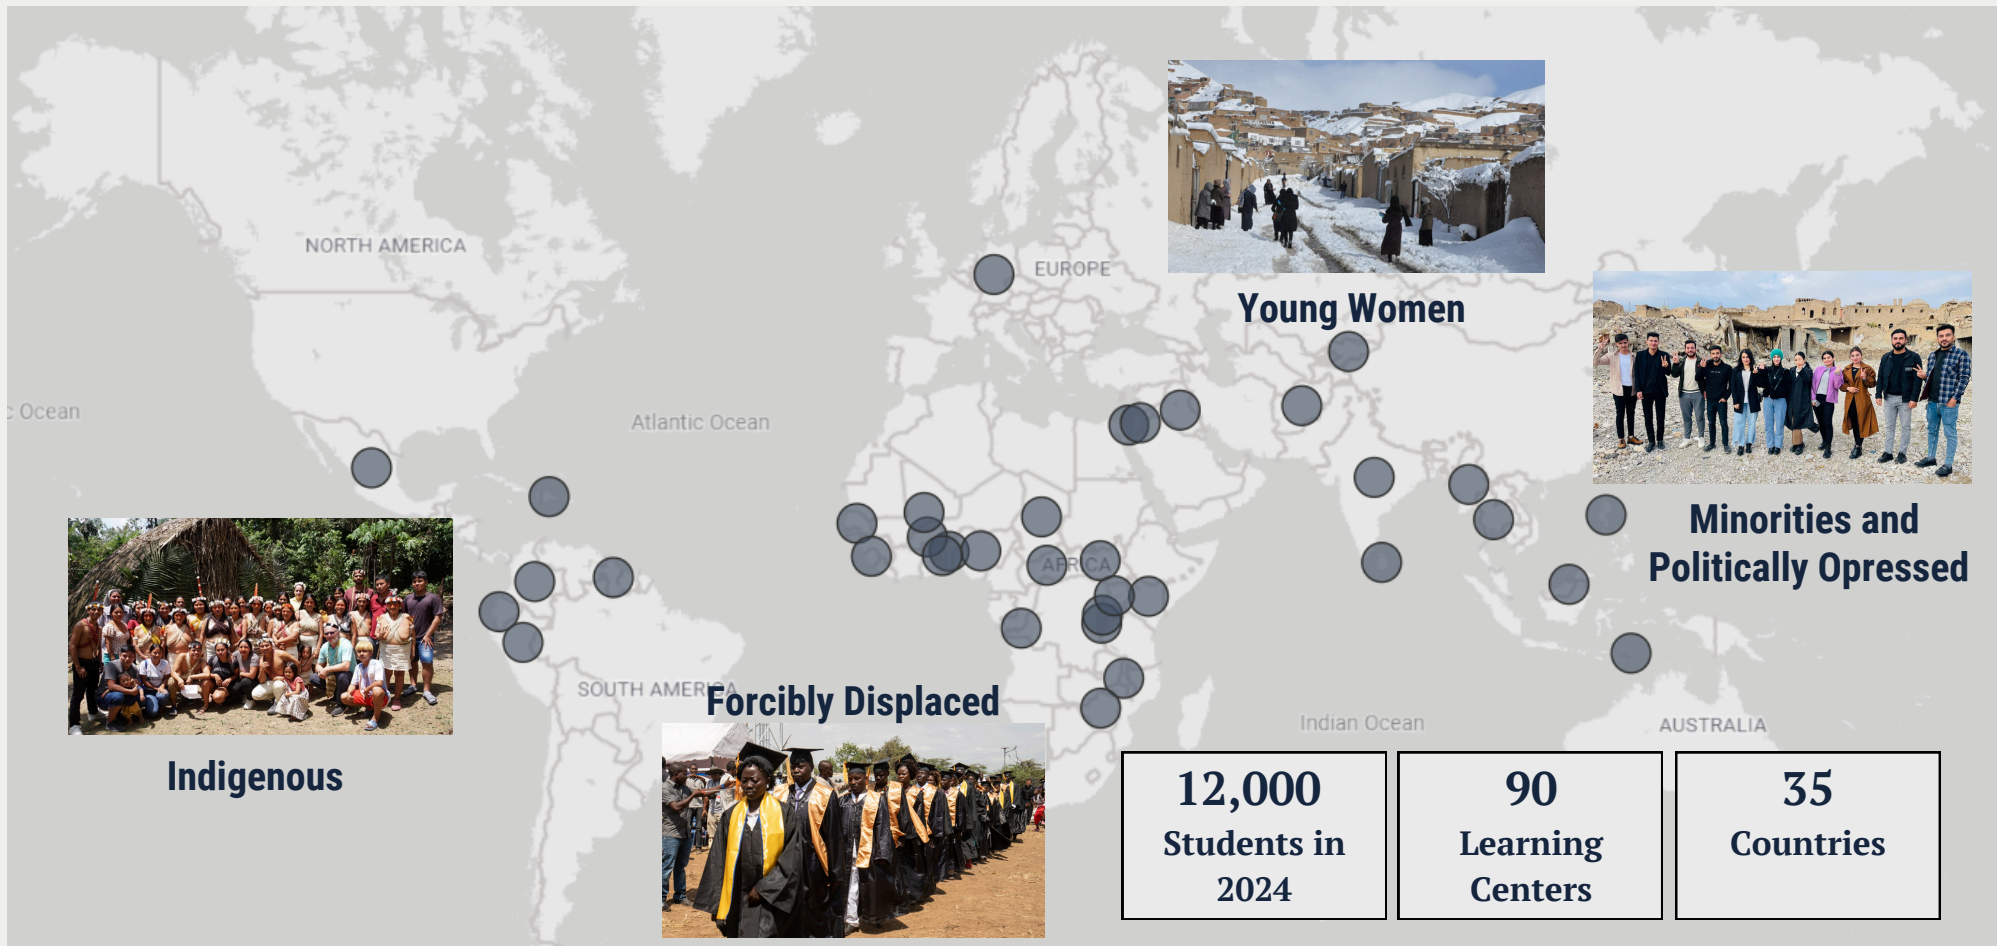 NORTH AMERICA
EUROPE
Young Women
c Ocean
Atlantic Ocean
Minorities and
Politically Opressed
AFRICA
SOUTH AMERICA
Forcibly Displaced
Indian Ocean
AUSTRALIA
Indigenous
12,000
Students in
2024
90
Learning
Centers
35
Countries